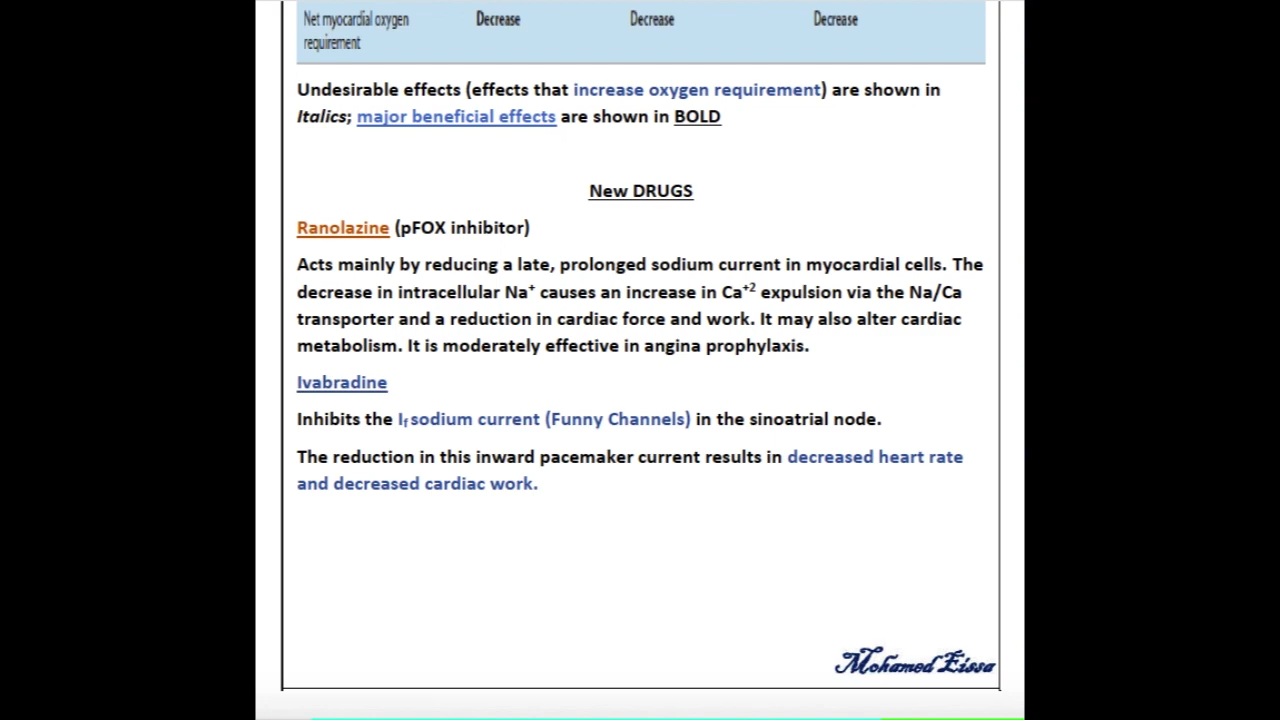 Net myocardial oxygen Decrease Decrease Decrease
requirement
Undesirable effects (effects that increase oxygen requirement) are shown in
Italics; major beneficial effects are shown in BOLD
New DRUGS
Ranolazine (pFOX inhibitor)
Acts mainly by reducing a late, prolonged sodium current in myocardial cells. The
decrease in intracellular Na⁺ causes an increase in Ca⁺² expulsion via the Na/Ca
transporter and a reduction in cardiac force and work. It may also alter cardiac
metabolism. It is moderately effective in angina prophylaxis.
Ivabradine
Inhibits the If sodium current (Funny Channels) in the sinoatrial node.
The reduction in this inward pacemaker current results in decreased heart rate
and decreased cardiac work.
Mohamed Eissa